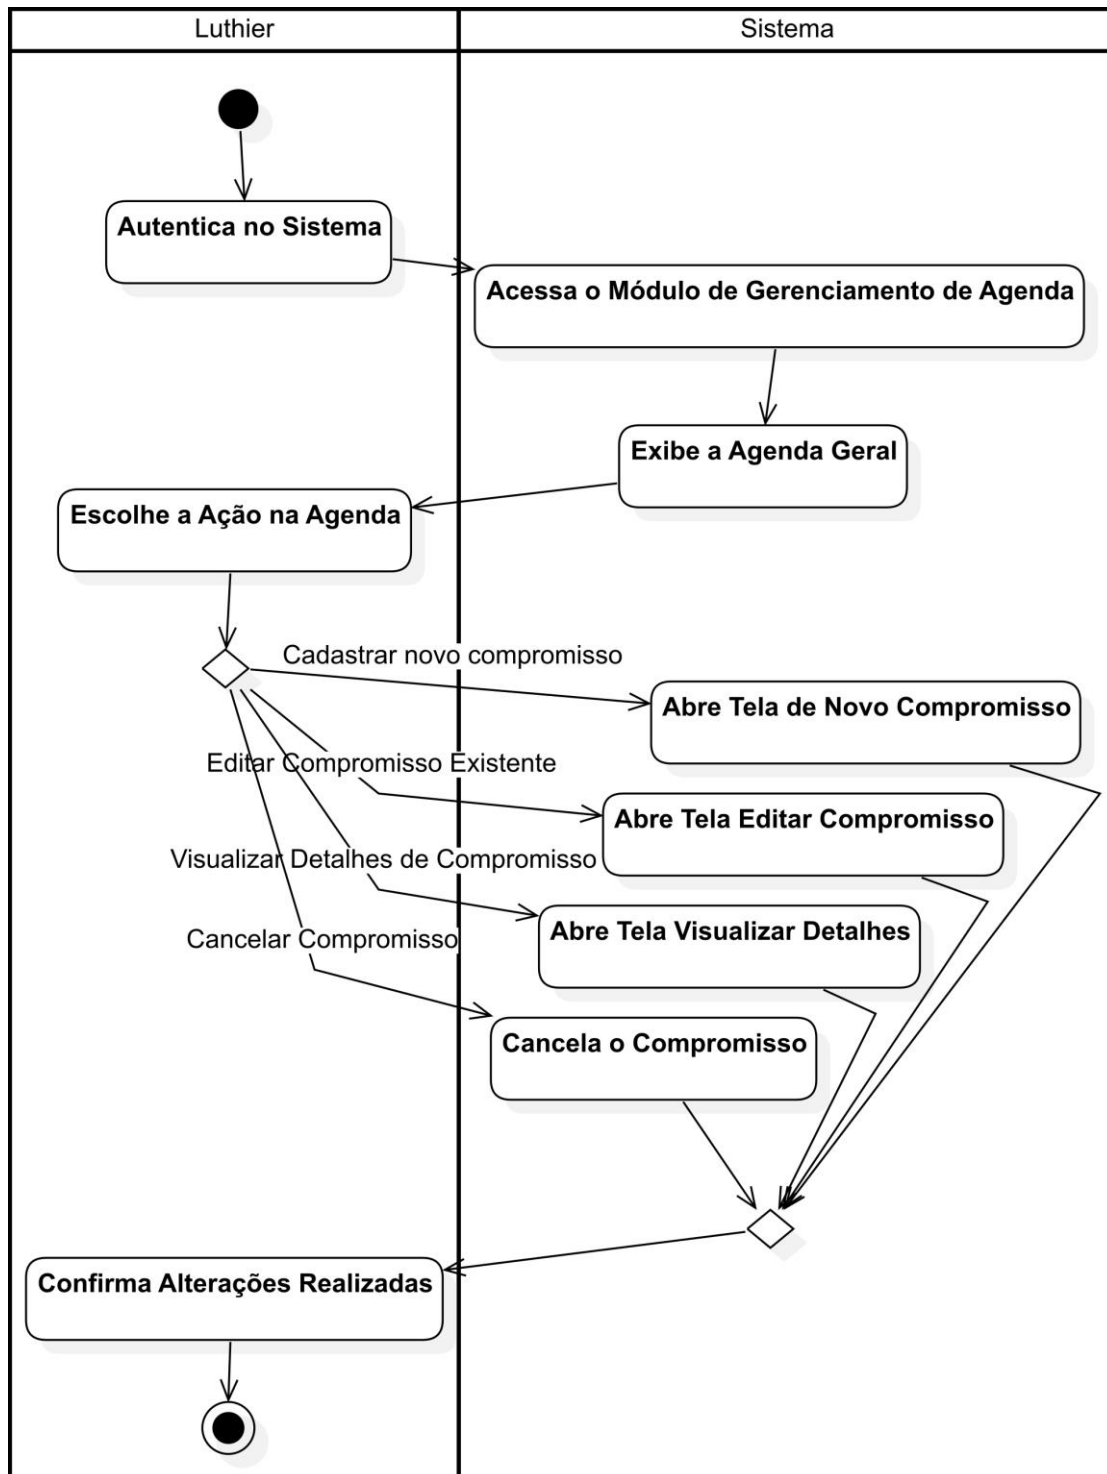 Luthier
Sistema
Autentica no Sistema
Acessa o Módulo de Gerenciamento de Agenda
Exibe a Agenda Geral
Escolhe a Ação na Agenda
Cadastrar novo compromisso
Abre Tela de Novo Compromisso
Editar Compromisso Existente
Abre Tela Editar Compromisso
Visualizar Detalhes de Compromisso
Abre Tela Visualizar Detalhes
Cancelar Compromisso
Cancela o Compromisso
Confirma Alterações Realizadas